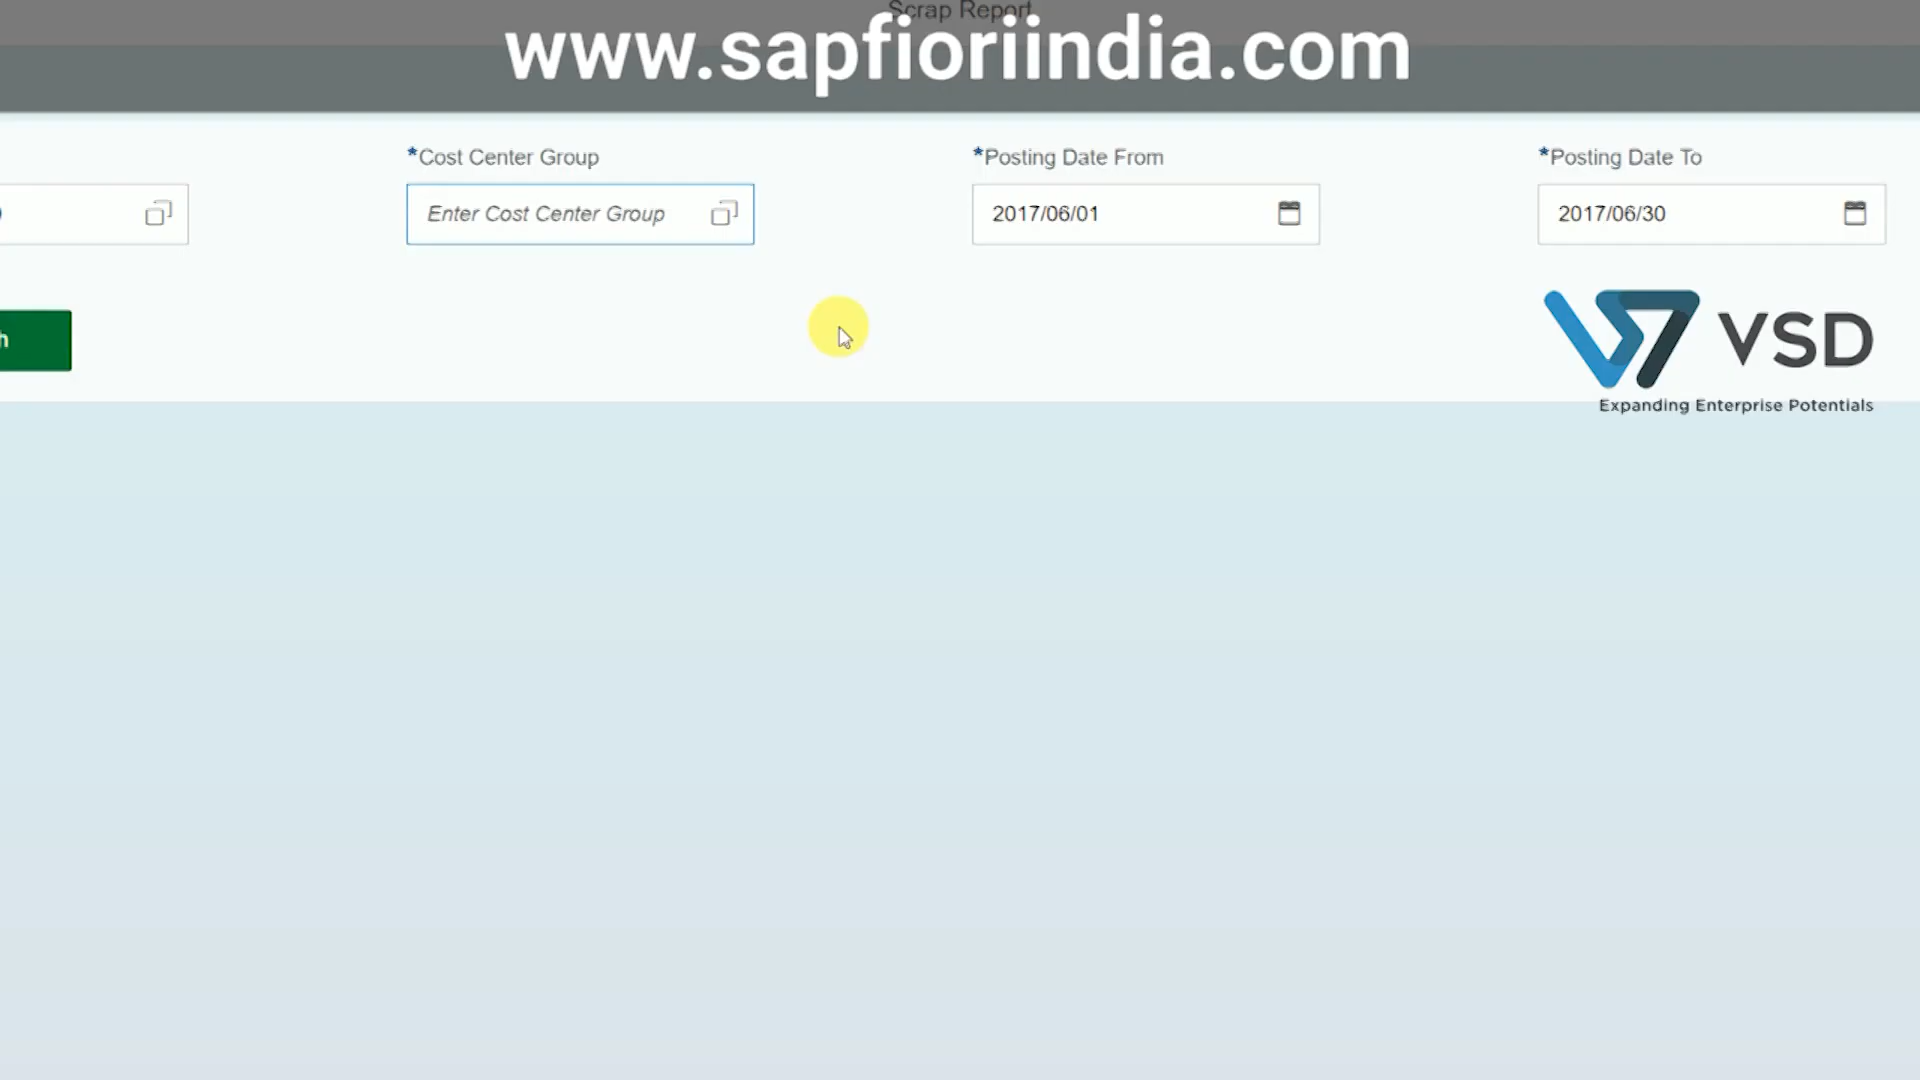 Scrap Report
www.sapfioriindia.com
*Cost Center Group
*Posting Date From
*Posting Date To
Enter Cost Center Group
2017/06/01
2017/06/30
h
VSD
Expanding Enterprise Potentials